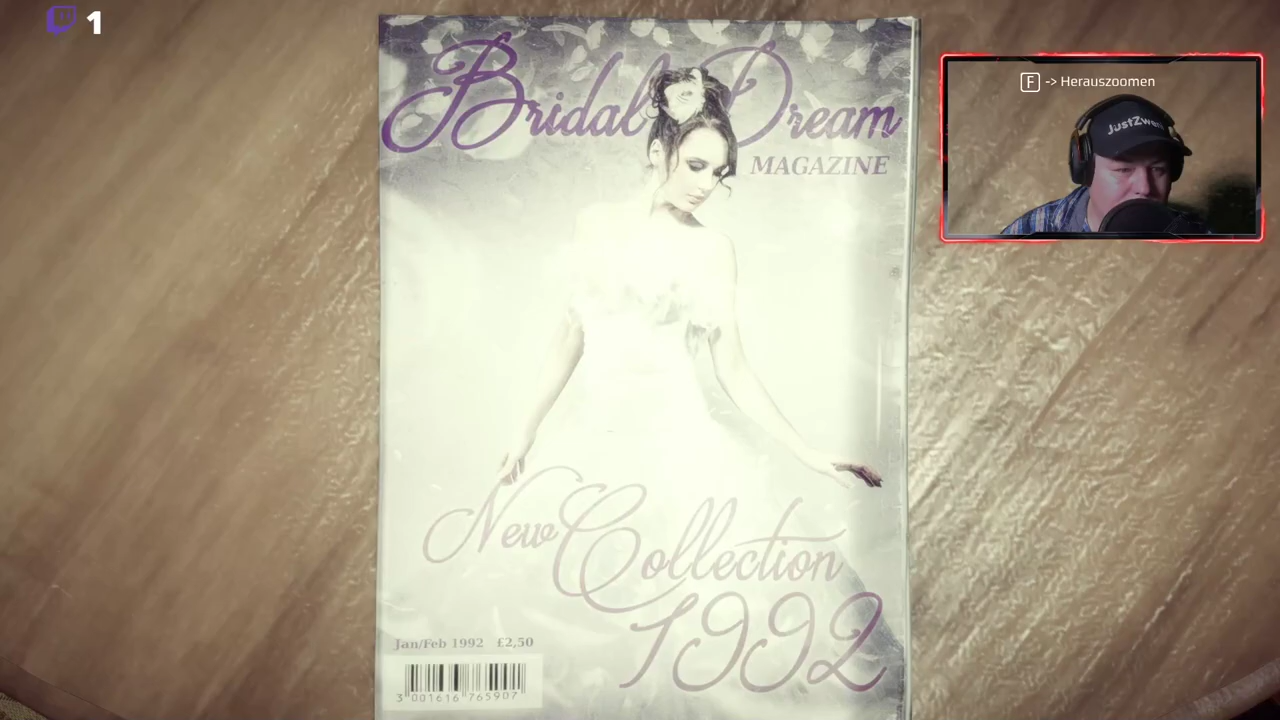 1
Bridal Dream
MAGAZINE
F -> Herauszoomen
New Collection
1992
Jan/Feb 1992 £2,50
3 001616 765907